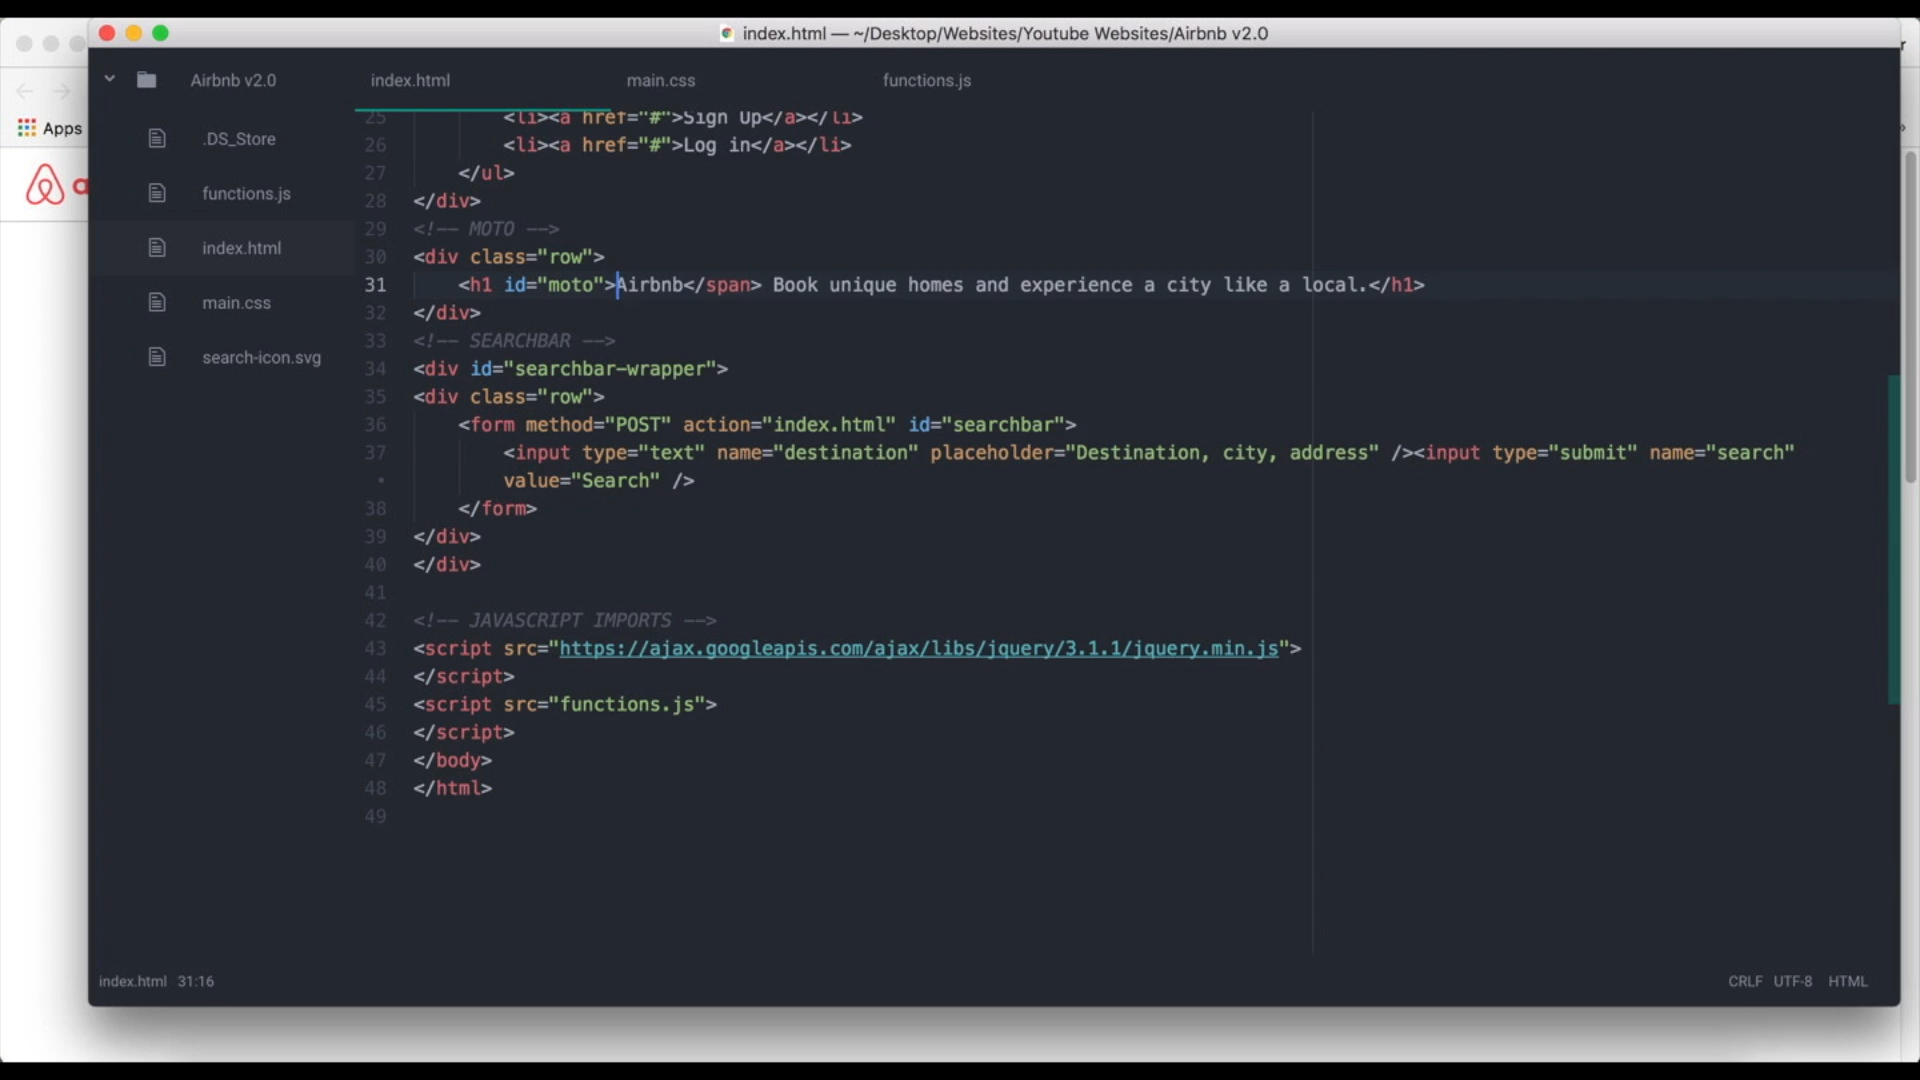 index.html — ~/Desktop/Websites/Youtube Websites/Airbnb v2.0
Airbnb v2.0
index.html
main.css
functions.js
Apps
.DS_Store
functions.js
index.html
main.css
search-icon.svg
25 <li><a href="#">Sign Up</a></li>
26 <li><a href="#">Log in</a></li>
27 </ul>
28 </div>
29 <!-- MOTO -->
30 <div class="row">
31 <h1 id="moto">Airbnb</span> Book unique homes and experience a city like a local.</h1>
32 </div>
33 <!-- SEARCHBAR -->
34 <div id="searchbar-wrapper">
35 <div class="row">
36 <form method="POST" action="index.html" id="searchbar">
37 <input type="text" name="destination" placeholder="Destination, city, address" /><input type="submit" name="search"
• value="Search" />
38 </form>
39 </div>
40 </div>
41
42 <!-- JAVASCRIPT IMPORTS -->
43 <script src="https://ajax.googleapis.com/ajax/libs/jquery/3.1.1/jquery.min.js">
44 </script>
45 <script src="functions.js">
46 </script>
47 </body>
48 </html>
49
index.html 31:16
CRLF UTF-8 HTML